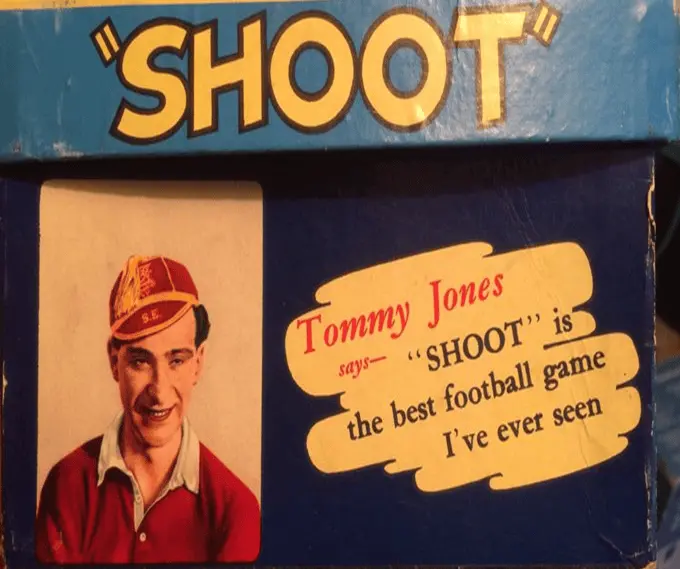 "SHOOT"
S.E.
Tommy Jones
says— "SHOOT" is
the best football game
I've ever seen